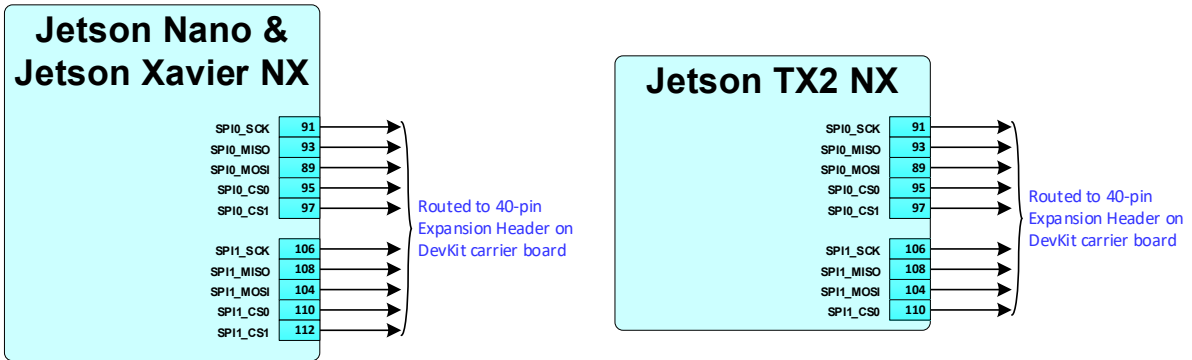 Jetson Nano &
Jetson Xavier NX
SPI0_SCK 91
SPI0_MISO 93
SPI0_MOSI 89
SPI0_CS0 95
SPI0_CS1 97
SPI1_SCK 106
SPI1_MISO 108
SPI1_MOSI 104
SPI1_CS0 110
SPI1_CS1 112
Routed to 40-pin
Expansion Header on
DevKit carrier board
Jetson TX2 NX
SPI0_SCK 91
SPI0_MISO 93
SPI0_MOSI 89
SPI0_CS0 95
SPI0_CS1 97
SPI1_SCK 106
SPI1_MISO 108
SPI1_MOSI 104
SPI1_CS0 110
Routed to 40-pin
Expansion Header on
DevKit carrier board